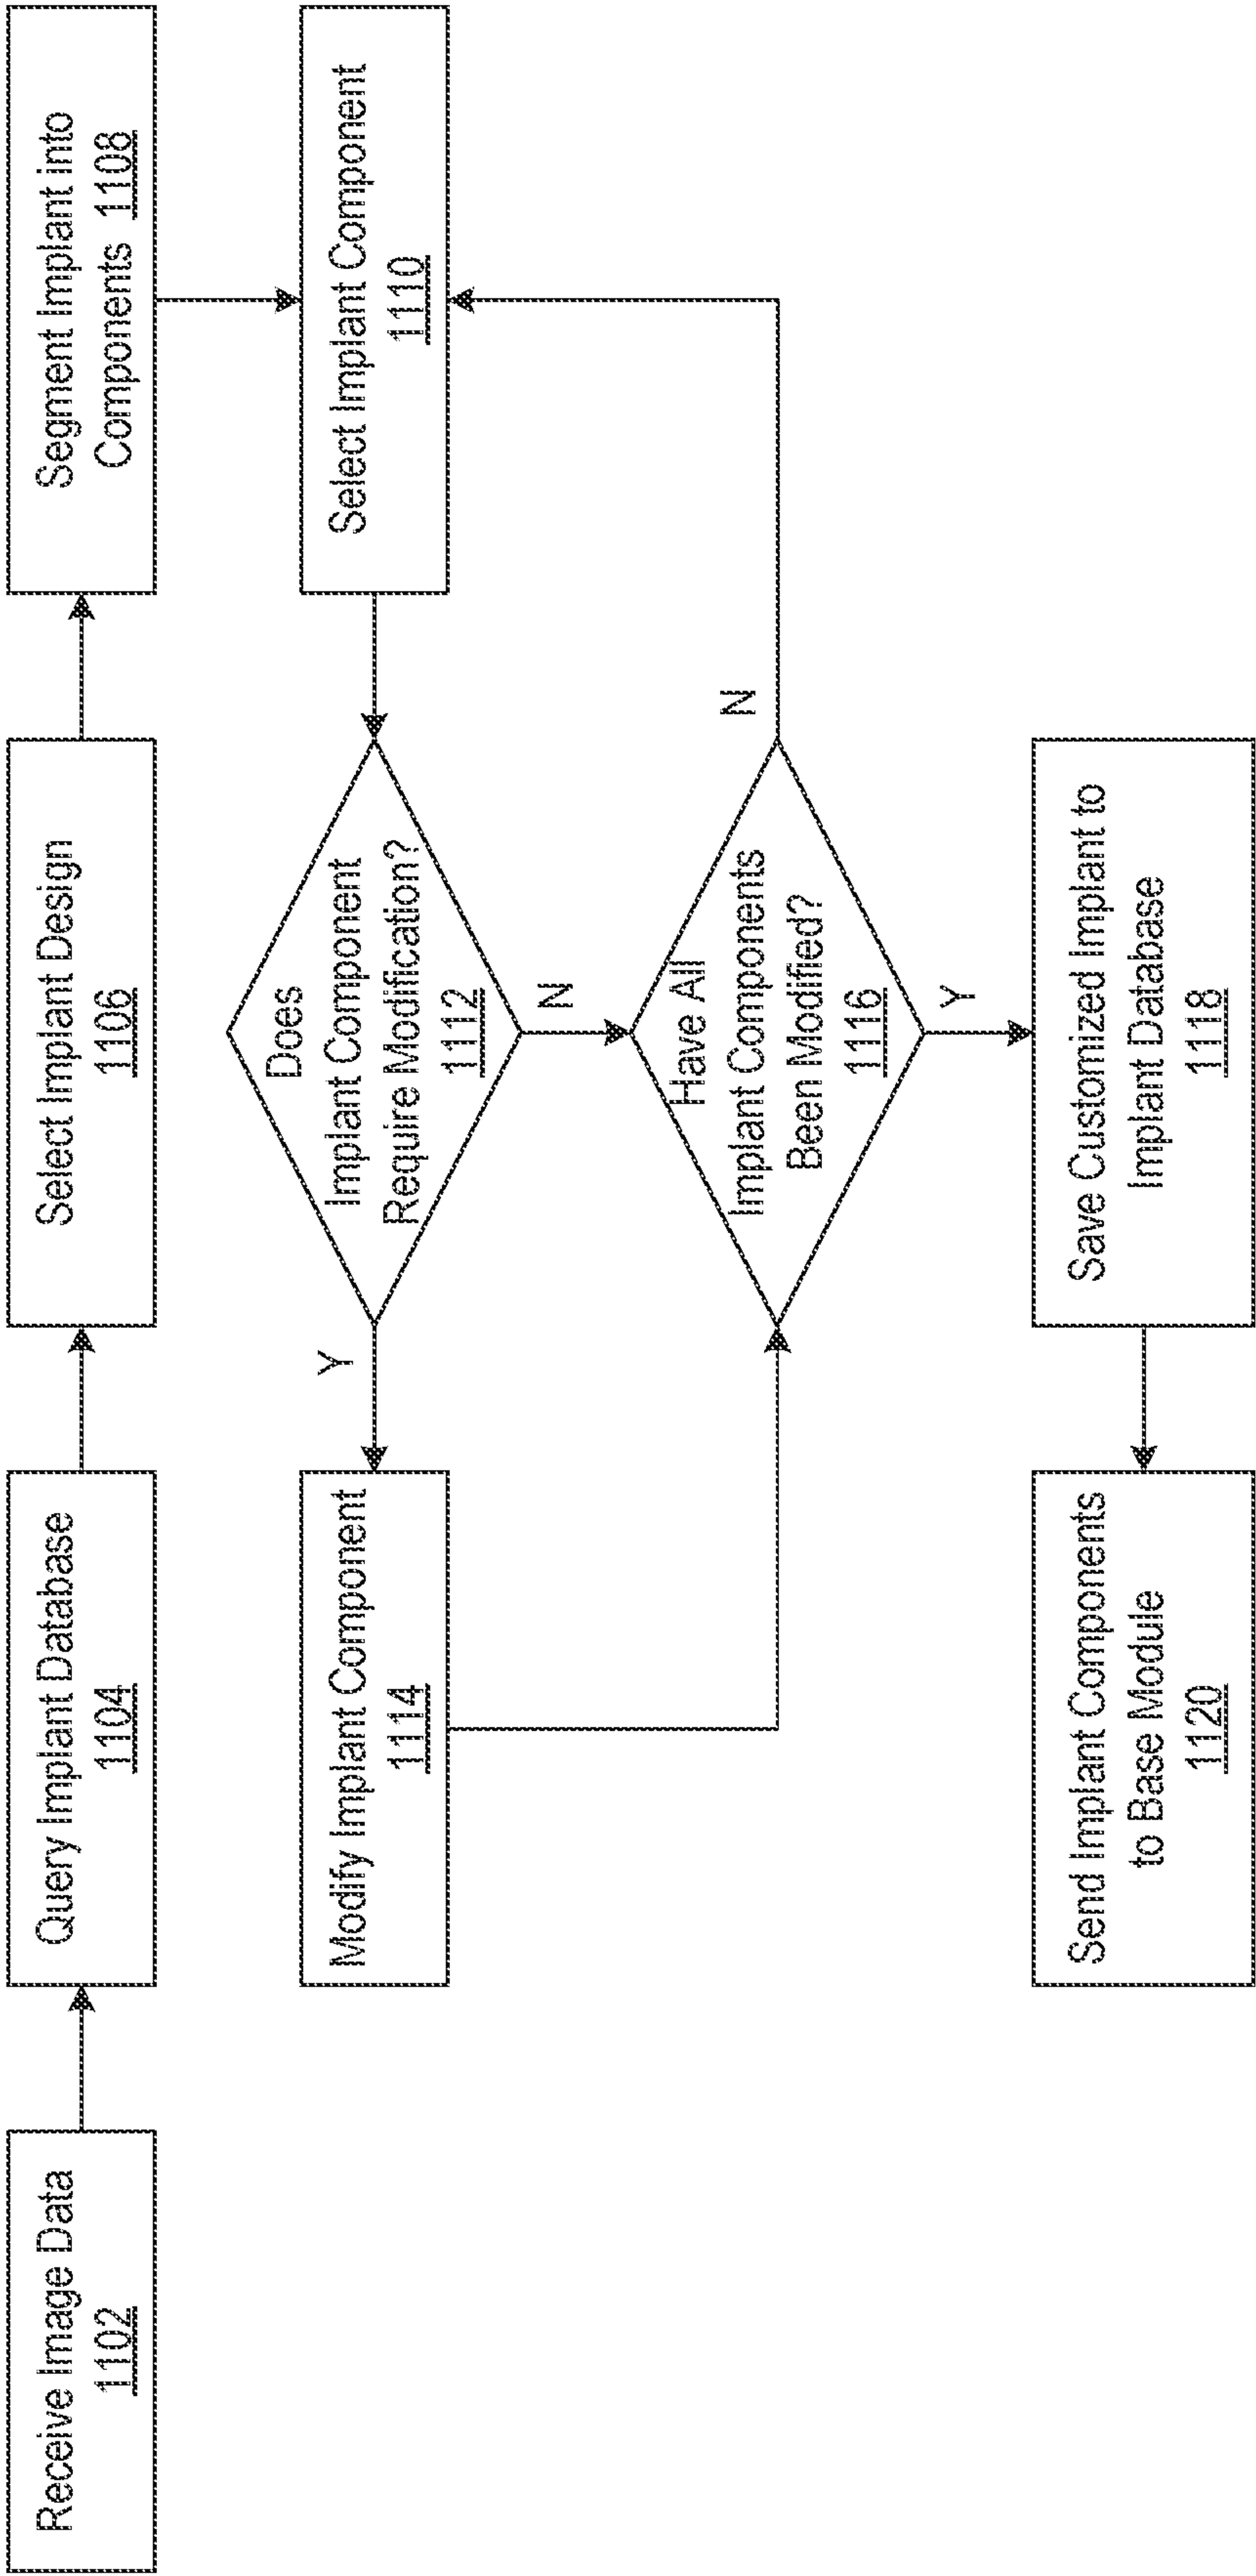 Receive Image Data
1102
Query Implant Database
1104
Select Implant Design
1106
Segment Implant into
Components 1108
Select Implant Component
1110
Does
Implant Component
Require Modification?
1112
Y
N
Modify Implant Component
1114
Have All
Implant Components
Been Modified?
1116
N
Y
Save Customized Implant to
Implant Database
1118
Send Implant Components
to Base Module
1120